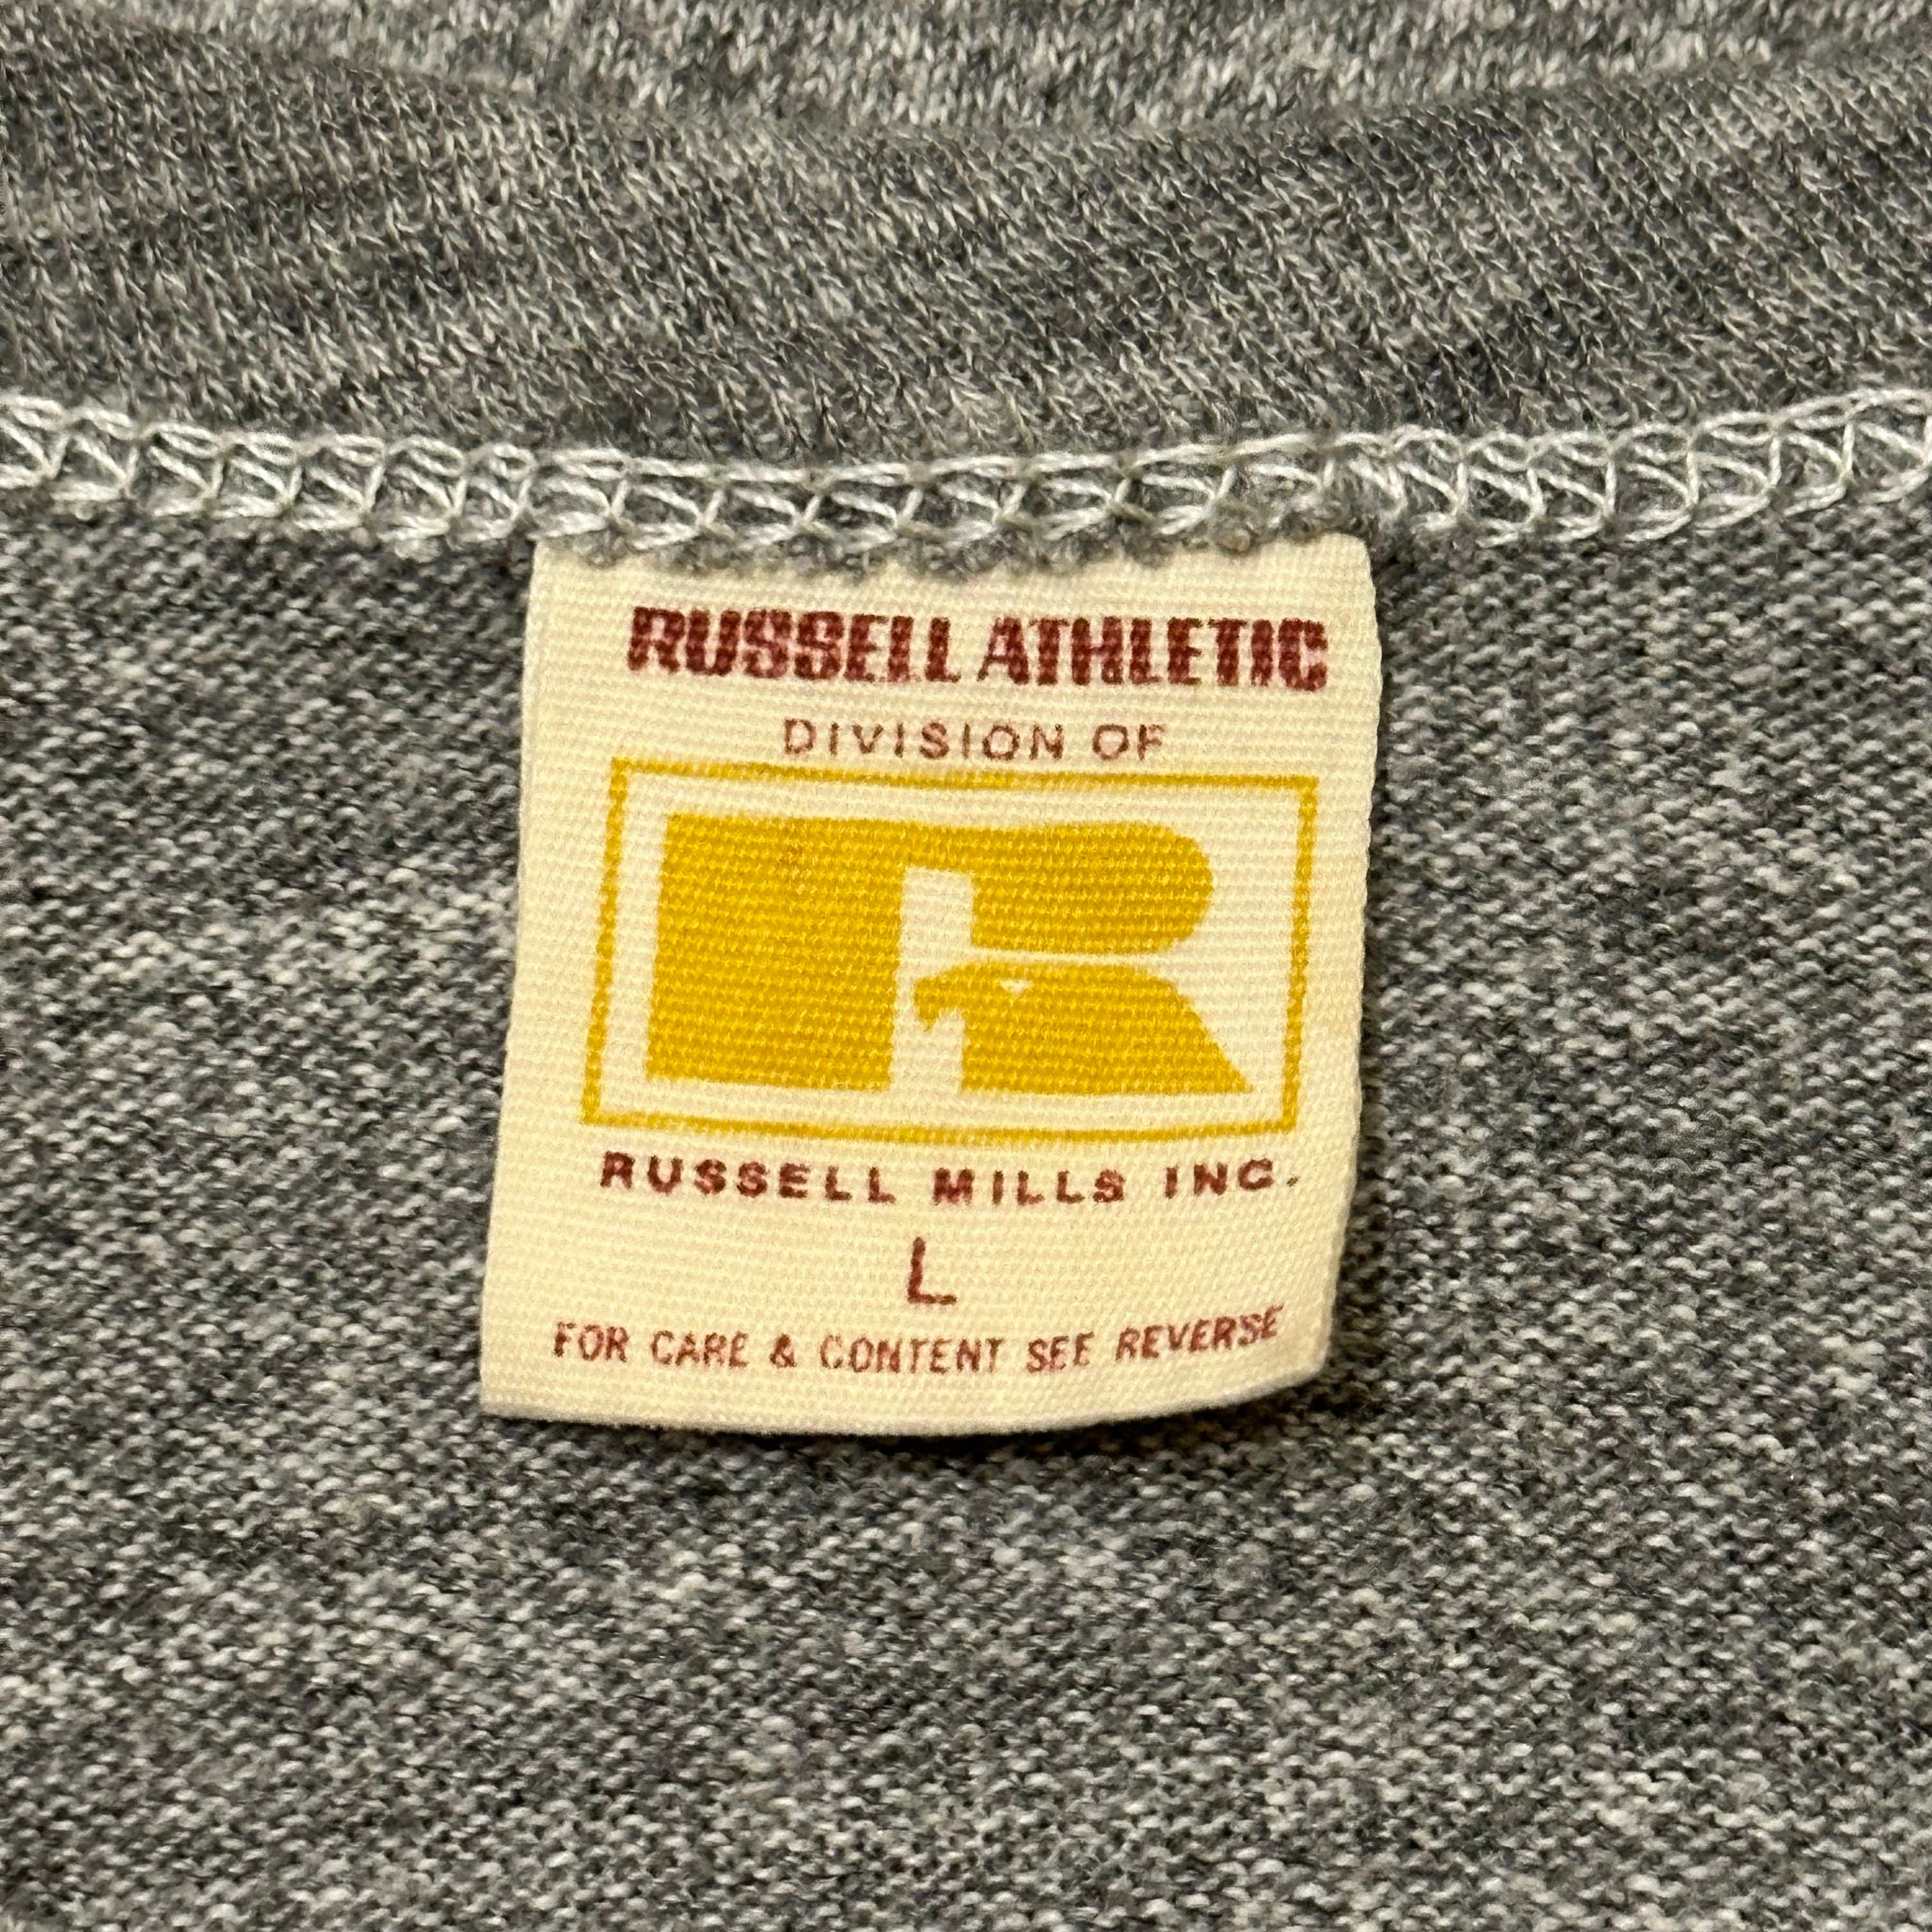 RUSSELL ATHLETIC
DIVISION OF
R
RUSSELL MILLS INC.
L
FOR CARE & CONTENT SEE REVERSE